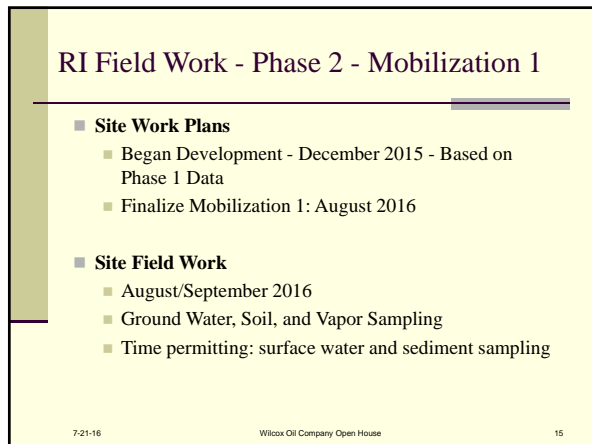 RI Field Work - Phase 2 - Mobilization 1
Site Work Plans
Began Development - December 2015 - Based on
Phase 1 Data
Finalize Mobilization 1: August 2016
Site Field Work
August/September 2016
Ground Water, Soil, and Vapor Sampling
Time permitting: surface water and sediment sampling
7-21-16 Wilcox Oil Company Open House 15